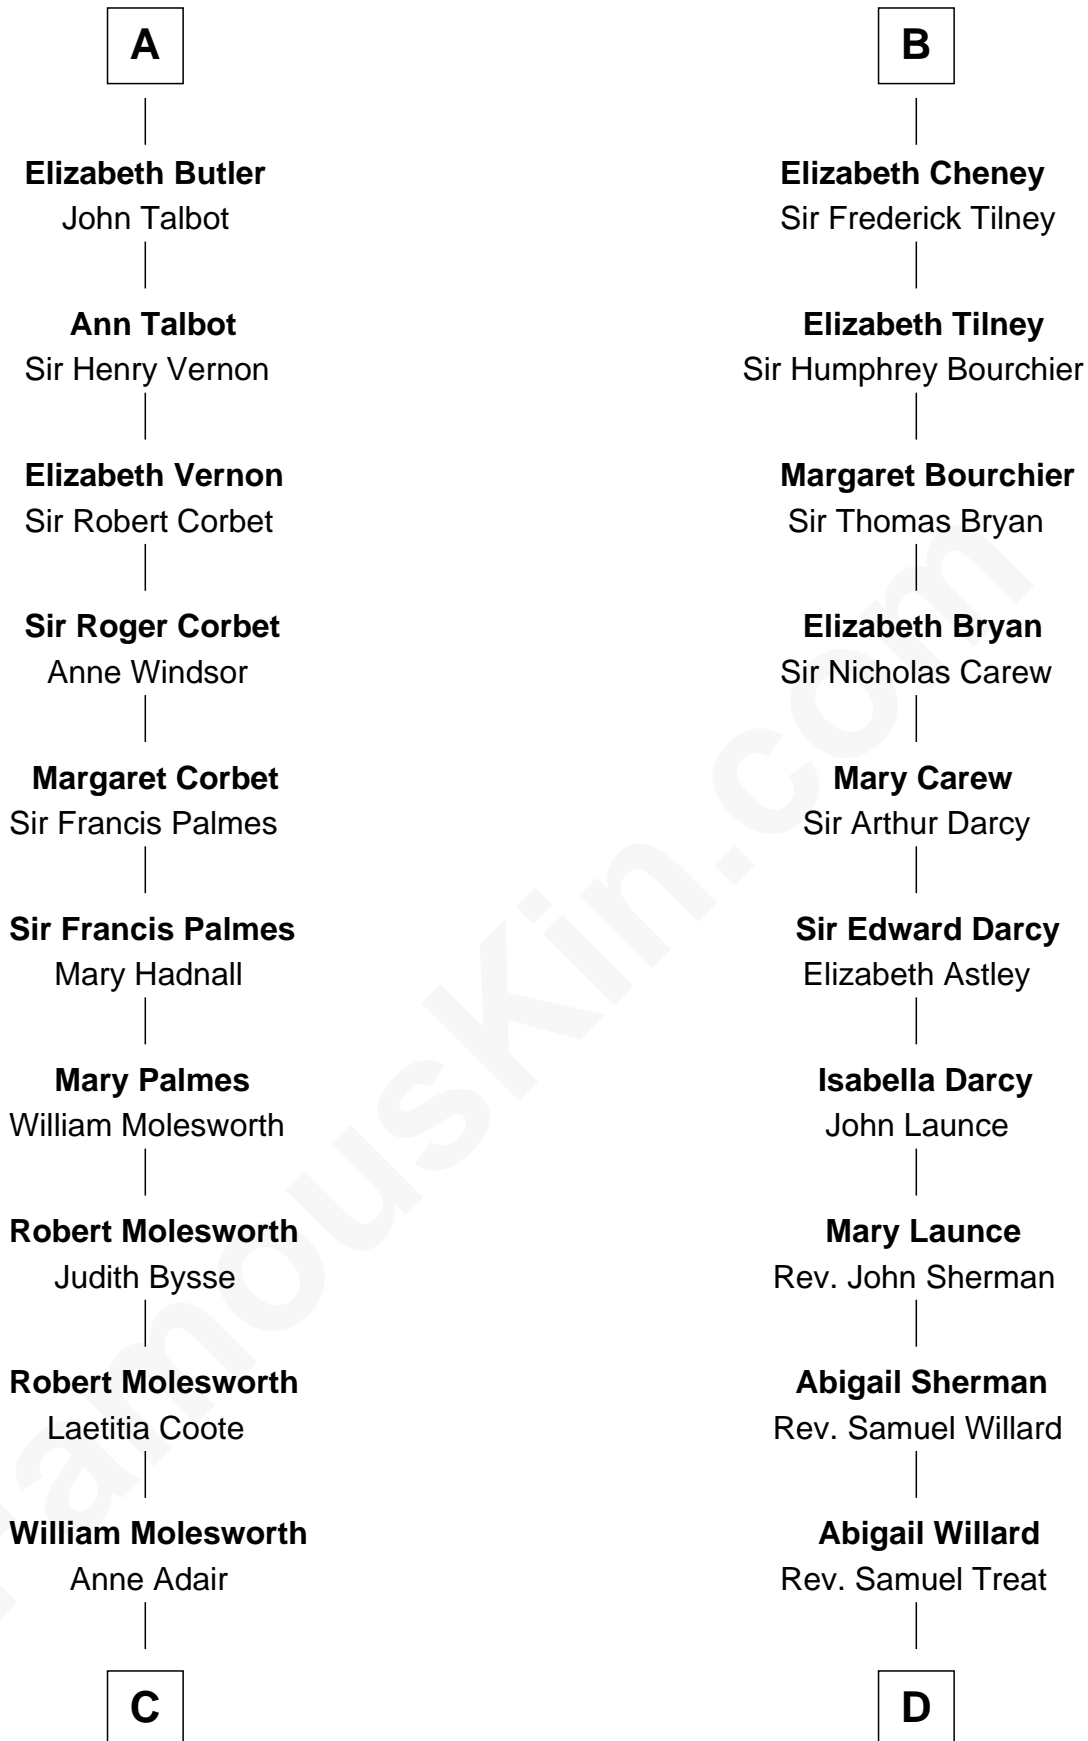 A
Elizabeth Butler
John Talbot
Ann Talbot
Sir Henry Vernon
Elizabeth Vernon
Sir Robert Corbet
Sir Roger Corbet
Anne Windsor
Margaret Corbet
Sir Francis Palmes
Sir Francis Palmes
Mary Hadnall
Mary Palmes
William Molesworth
Robert Molesworth
Judith Bysse
Robert Molesworth
Laetitia Coote
William Molesworth
Anne Adair
C
B
Elizabeth Cheney
Sir Frederick Tilney
Elizabeth Tilney
Sir Humphrey Bourchier
Margaret Bourchier
Sir Thomas Bryan
Elizabeth Bryan
Sir Nicholas Carew
Mary Carew
Sir Arthur Darcy
Sir Edward Darcy
Elizabeth Astley
Isabella Darcy
John Launce
Mary Launce
Rev. John Sherman
Abigail Sherman
Rev. Samuel Willard
Abigail Willard
Rev. Samuel Treat
D
FamousKin.com